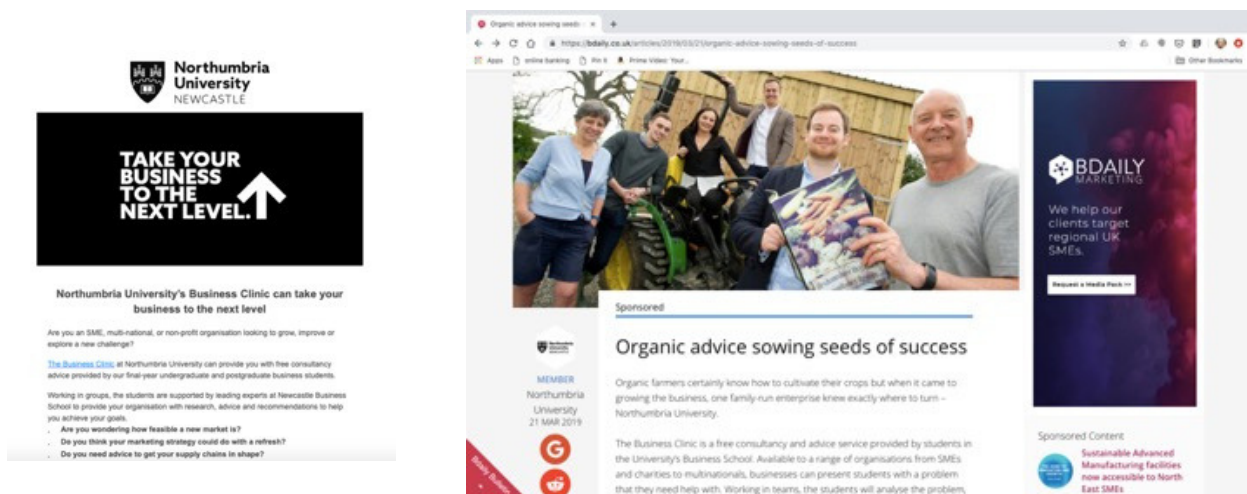 Northumbria
University
NEWCASTLE
TAKE YOUR
BUSINESS
TO THE
NEXT LEVEL.
Northumbria University's Business Clinic can take your
business to the next level
Are you an SME, multi-national, or non-profit organisation looking to grow, improve or
explore a new challenge?
The Business Clinic at Northumbria University can provide you with free consultancy
advice provided by our final-year undergraduate and postgraduate business students.
Working in groups, the students are supported by leading experts at Newcastle Business
School to provide your organisation with research, advice and recommendations to help
you achieve your goals.
. Are you wondering how feasible a new market is?
. Do you think your marketing strategy could do with a refresh?
. Do you need advice to get your supply chains in shape?
Organic advice sowing seeds
https://bdaily.co.uk/articles/2019/03/21/organic-advice-sowing-seeds-of-success
Apps online banking Pin It Prime Video: Your...
Other Bookmarks
Sponsored
Organic advice sowing seeds of success
MEMBER
Northumbria
University
21 MAR 2019
Organic farmers certainly know how to cultivate their crops but when it came to
growing the business, one family-run enterprise knew exactly where to turn –
Northumbria University.
The Business Clinic is a free consultancy and advice service provided by students in
the University's Business School. Available to a range of organisations from SMEs
and charities to multinationals, businesses can present students with a problem
that they need help with. Working in teams, the students will analyse the problem,
Bdaily Bulletin
BDAILY
MARKETING
We help our
clients target
regional UK
SMEs.
Request a Media Pack >>
Sponsored Content
Sustainable Advanced
Manufacturing facilities
now accessible to North
East SMEs